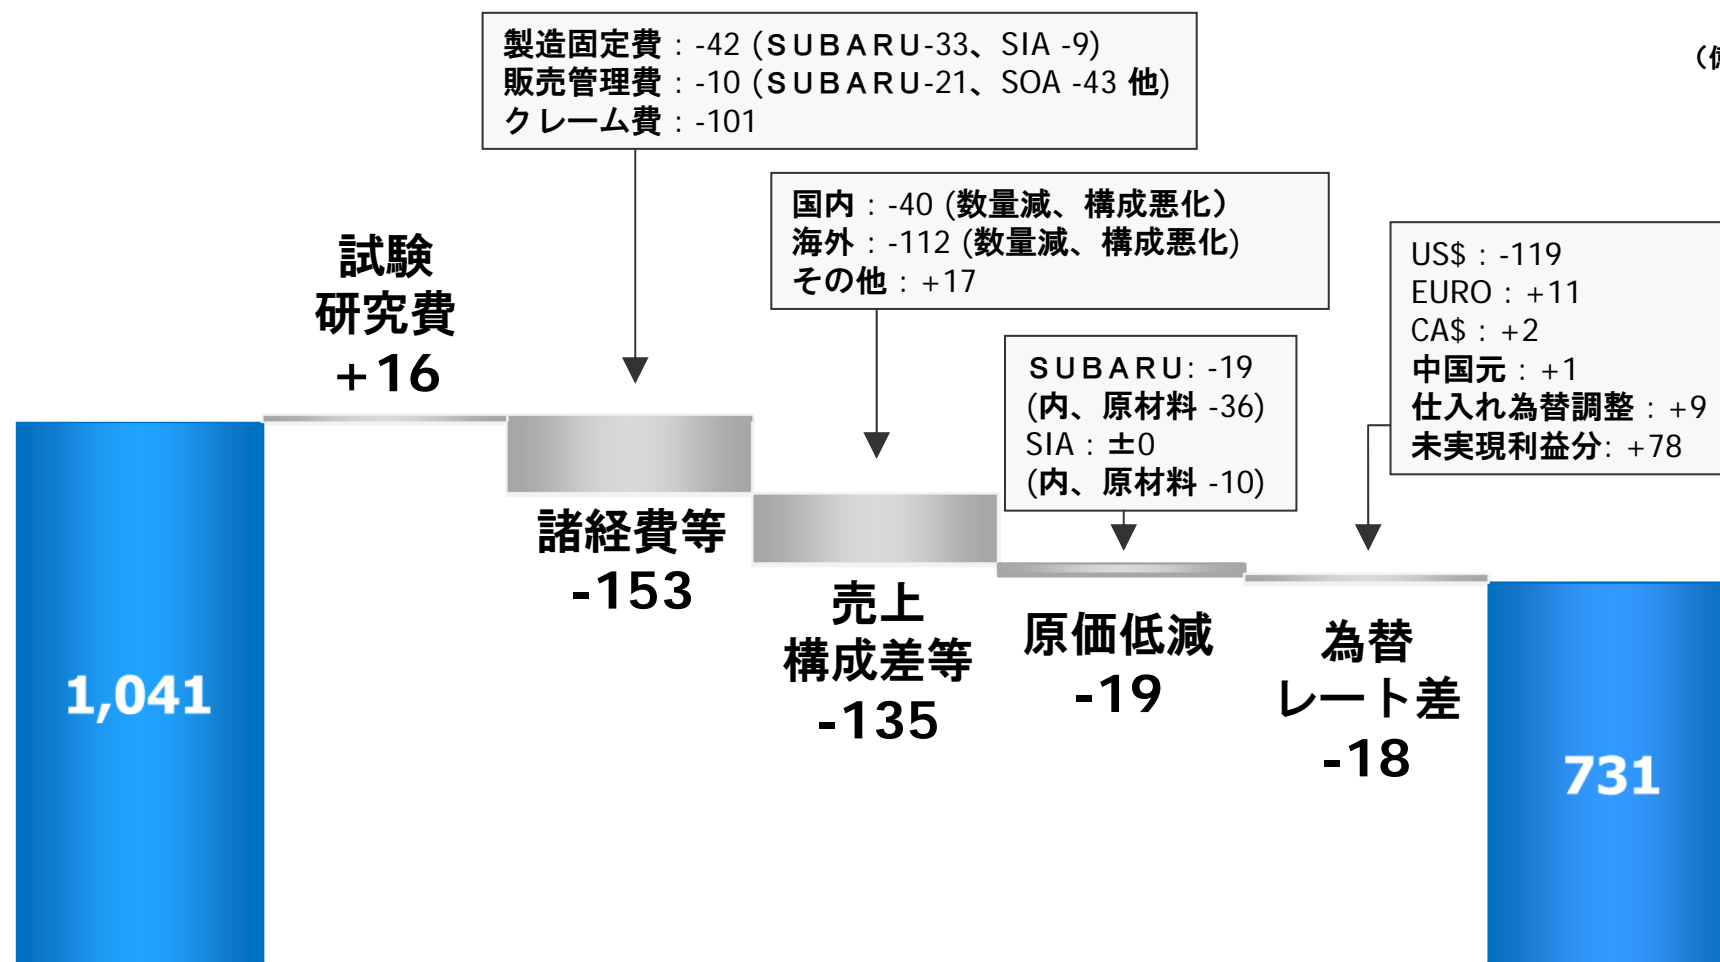 製造固定費 : -42 (ＳＵＢＡＲＵ-33、SIA -9)
販売管理費 : -10 (ＳＵＢＡＲＵ-21、SOA -43 他)
クレーム費 : -101
国内 : -40 (数量減、構成悪化）
海外 : -112 (数量減、構成悪化)
その他 : +17
US$ : -119
EURO : +11
CA$ : +2
中国元 : +1
仕入れ為替調整 : +9
未実現利益分: +78
ＳＵＢＡＲＵ: -19
(内、原材料 -36)
SIA : ±0
(内、原材料 -10)
試験
研究費
+16
諸経費等
-153
売上
構成差等
-135
原価低減
-19
為替
レート差
-18
1,041
731